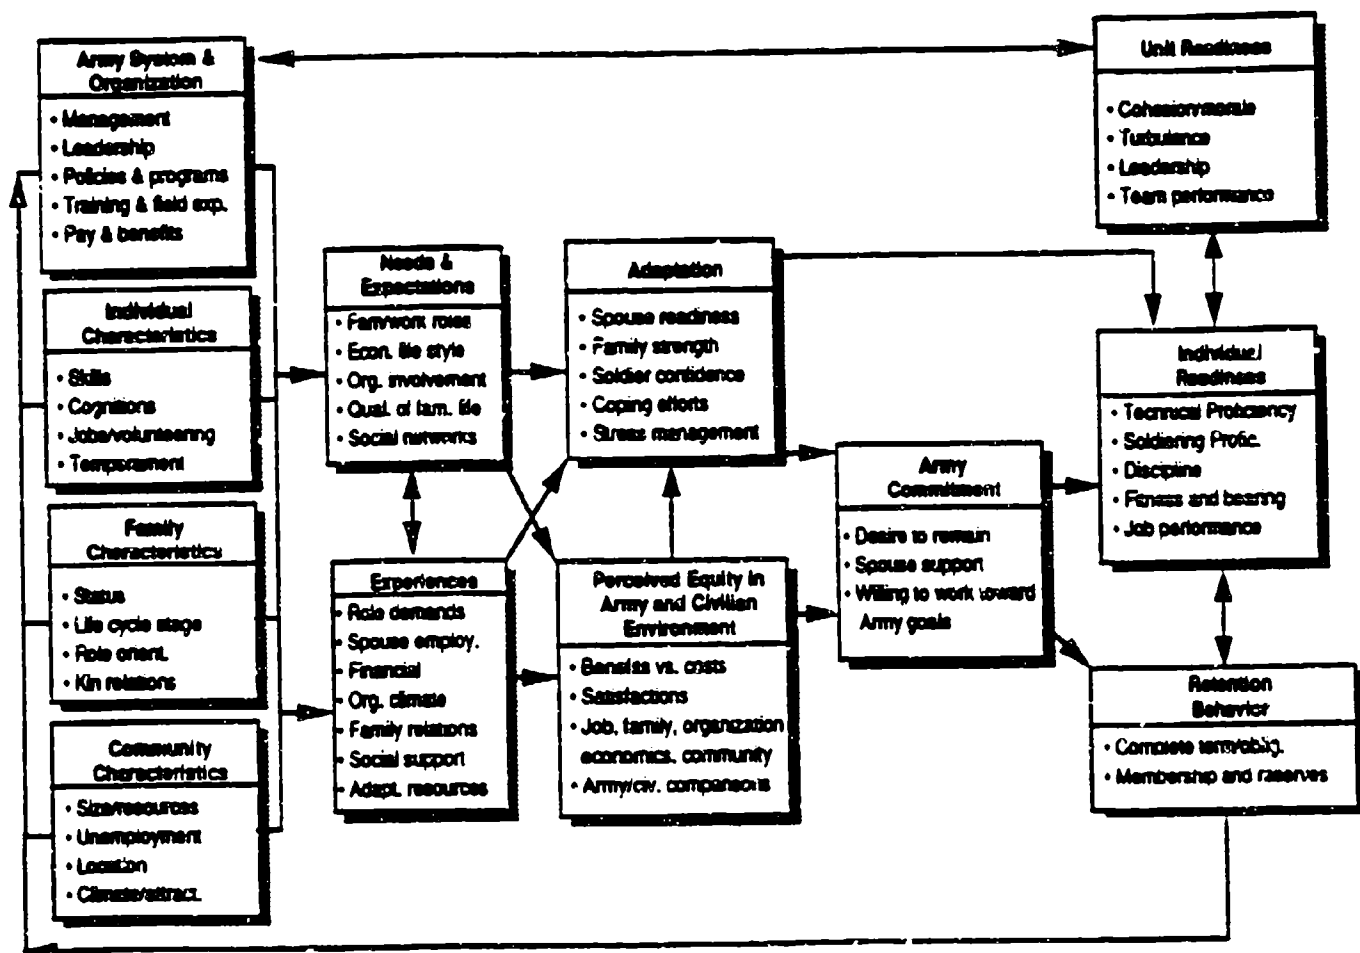 Army System &
Organization
• Management
• Leadership
• Policies & programs
• Training & field exp.
• Pay & benefits
Individual
Characteristics
• Skills
• Cognitions
• Jobs/volunteering
• Temperament
Family
Characteristics
• Status
• Life cycle stage
• Role orient.
• Kin relations
Community
Characteristics
• Size/resources
• Unemployment
• Location
• Climate/attract.
Needs &
Expectations
• Fam/work roles
• Econ. life style
• Org. involvement
• Qual. of fam. life
• Social networks
Experiences
• Role demands
• Spouse employ.
• Financial
• Org. climate
• Family relations
• Social support
• Adapt. resources
Adaptation
• Spouse readiness
• Family strength
• Soldier confidence
• Coping efforts
• Stress management
Perceived Equity in
Army and Civilian
Environment
• Benefits vs. costs
• Satisfactions
• Job, family, organization
economics, community
• Army/civ. comparisons
Army
Commitment
• Desire to remain
• Spouse support
• Willing to work toward
Army goals
Unit Readiness
• Cohesion/morale
• Turbulence
• Leadership
• Team performance
Individual
Readiness
• Technical Proficiency
• Soldiering Profic.
• Discipline
• Fitness and bearing
• Job performance
Retention
Behavior
• Complete term/oblig.
• Membership and reserves